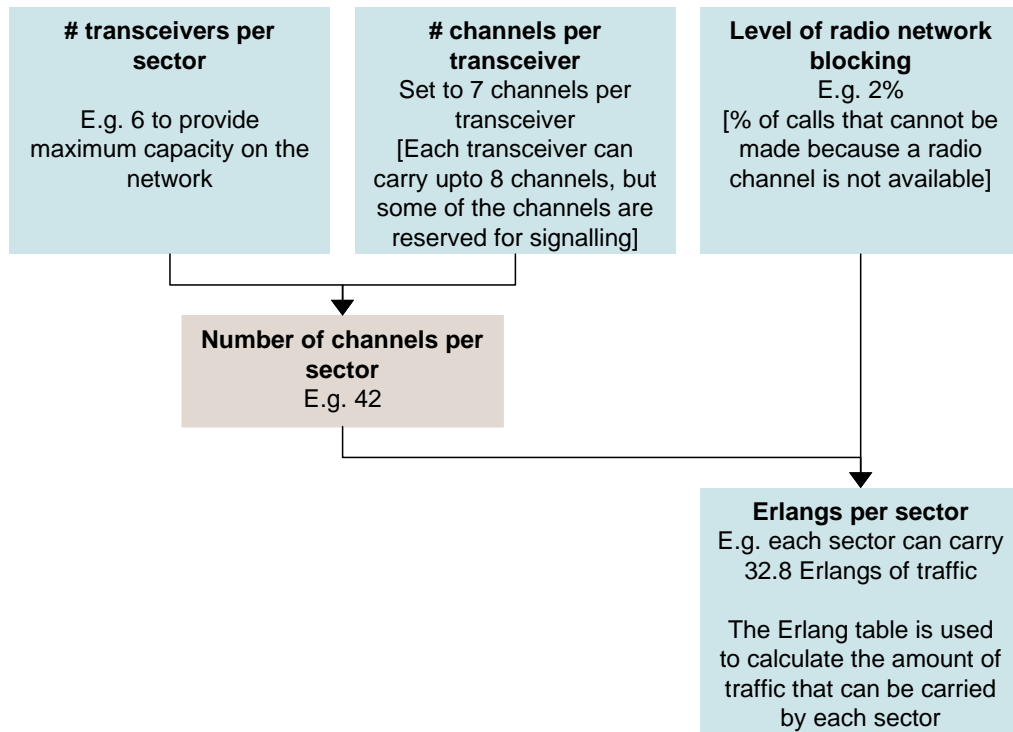 # transceivers per
sector
E.g. 6 to provide
maximum capacity on the
network
# channels per
transceiver
Set to 7 channels per
transceiver
[Each transceiver can
carry upto 8 channels, but
some of the channels are
reserved for signalling]
Level of radio network
blocking
E.g. 2%
[% of calls that cannot be
made because a radio
channel is not available]
Number of channels per
sector
E.g. 42
Erlangs per sector
E.g. each sector can carry
32.8 Erlangs of traffic
The Erlang table is used
to calculate the amount of
traffic that can be carried
by each sector